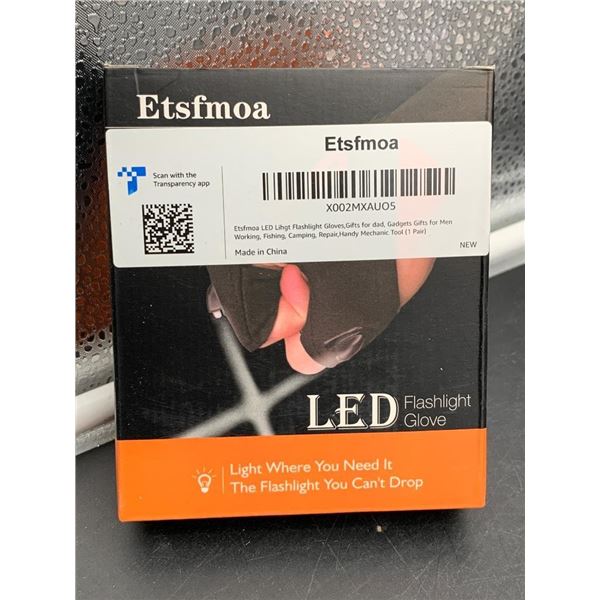 Etsfmoa
Etsfmoa
Scan with the
Transparency app
X002MXAUO5
Etsfmoa LED Lihgt Flashlight Gloves,Gifts for dad, Gadgets Gifts for Men
Working, Fishing, Camping, Repair,Handy Mechanic Tool (1 Pair)
Made in China
NEW
LED Flashlight
Glove
Light Where You Need It
The Flashlight You Can't Drop